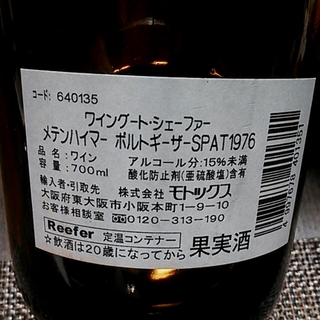 コード: 640135
ワイングート・シェーファー
メテンハイマー ポルトギーザーSPAT1976
品名：ワイン アルコール分：15%未満
容量：700ml 酸化防止剤(亜硫酸塩)含有
輸入者・引取先 株式会社 モトックス
大阪府東大阪市小阪本町1-9-10
お客様相談室 0120-313-190
Reefer 定温コンテナー 果実酒
☆飲酒は20歳になってから